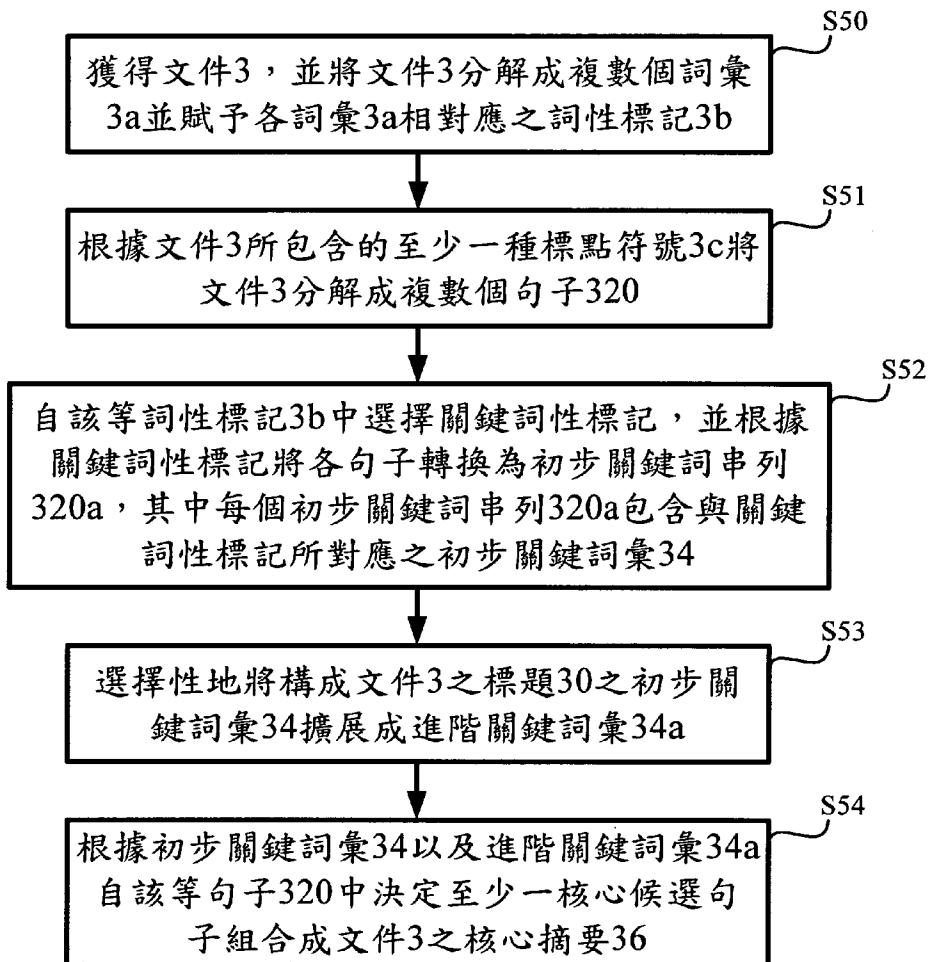 S50
獲得文件3，並將文件3分解成複數個詞彙
3a並賦予各詞彙3a相對應之詞性標記3b
S51
根據文件3所包含的至少一種標點符號3c將
文件3分解成複數個句子320
S52
自該等詞性標記3b中選擇關鍵詞性標記，並根據
關鍵詞性標記將各句子轉換為初步關鍵詞串列
320a，其中每個初步關鍵詞串列320a包含與關鍵
詞性標記所對應之初步關鍵詞彙34
S53
選擇性地將構成文件3之標題30之初步關
鍵詞彙34擴展成進階關鍵詞彙34a
S54
根據初步關鍵詞彙34以及進階關鍵詞彙34a
自該等句子320中決定至少一核心候選句
子組合成文件3之核心摘要36